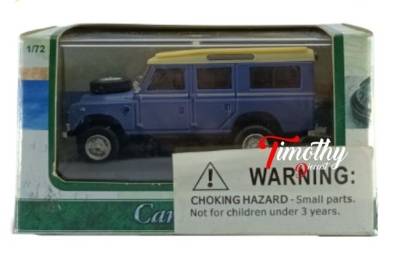 1/72
Timothy
WARNING:
CHOKING HAZARD - Small parts.
Not for children under 3 years.
Car